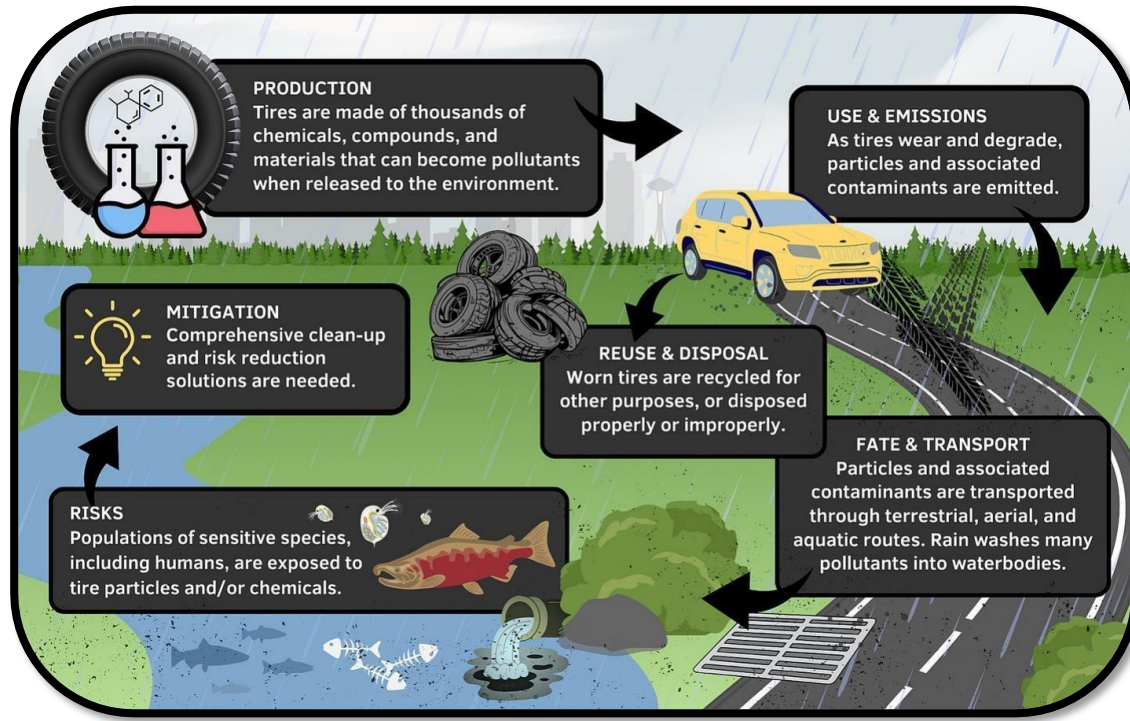 PRODUCTION
Tires are made of thousands of
chemicals, compounds, and
materials that can become pollutants
when released to the environment.
USE & EMISSIONS
As tires wear and degrade,
particles and associated
contaminants are emitted.
MITIGATION
Comprehensive clean-up
and risk reduction
solutions are needed.
REUSE & DISPOSAL
Worn tires are recycled for
other purposes, or disposed
properly or improperly.
FATE & TRANSPORT
Particles and associated
contaminants are transported
through terrestrial, aerial, and
aquatic routes. Rain washes many
pollutants into waterbodies.
RISKS
Populations of sensitive species,
including humans, are exposed to
tire particles and/or chemicals.